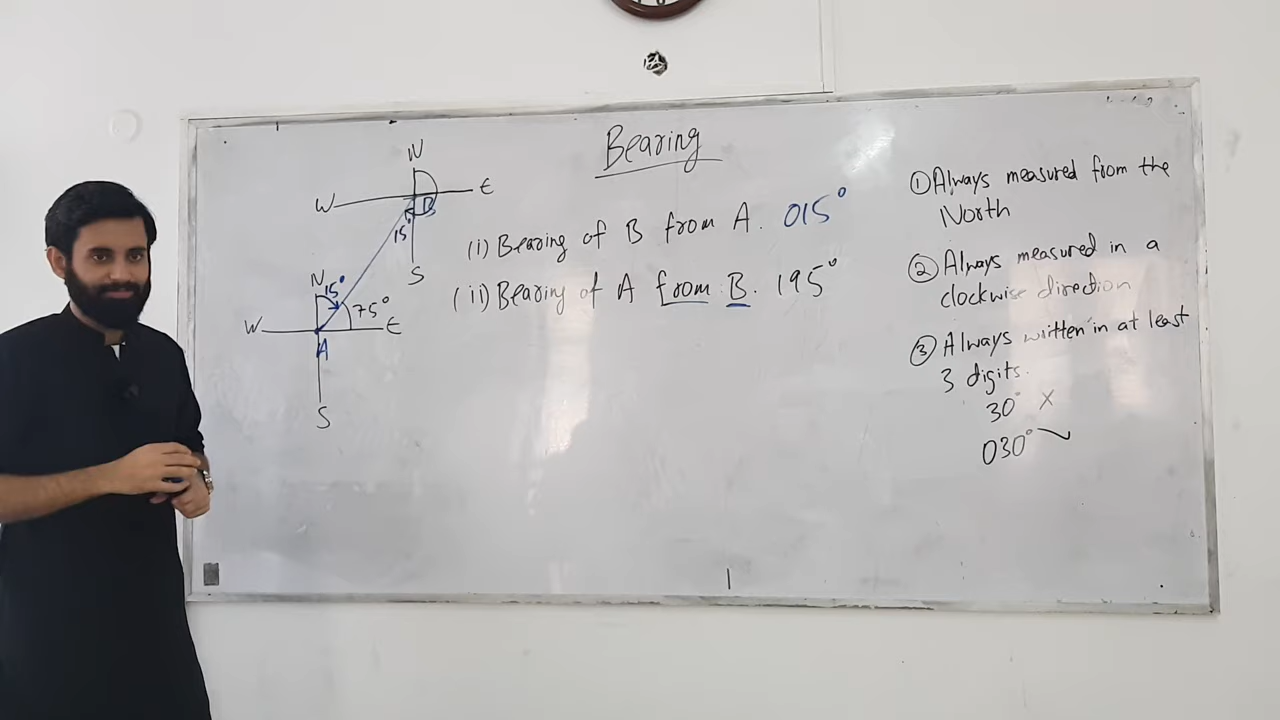 Bearing
N
W
E
B
15°
S
N
15°
75°
W
E
A
S
(i) Bearing of B from A. 015°
(ii) Bearing of A from B. 195°
① Always measured from the
North
② Always measured in a
clockwise direction
③ Always written in at least
3 digits.
30° ×
030°